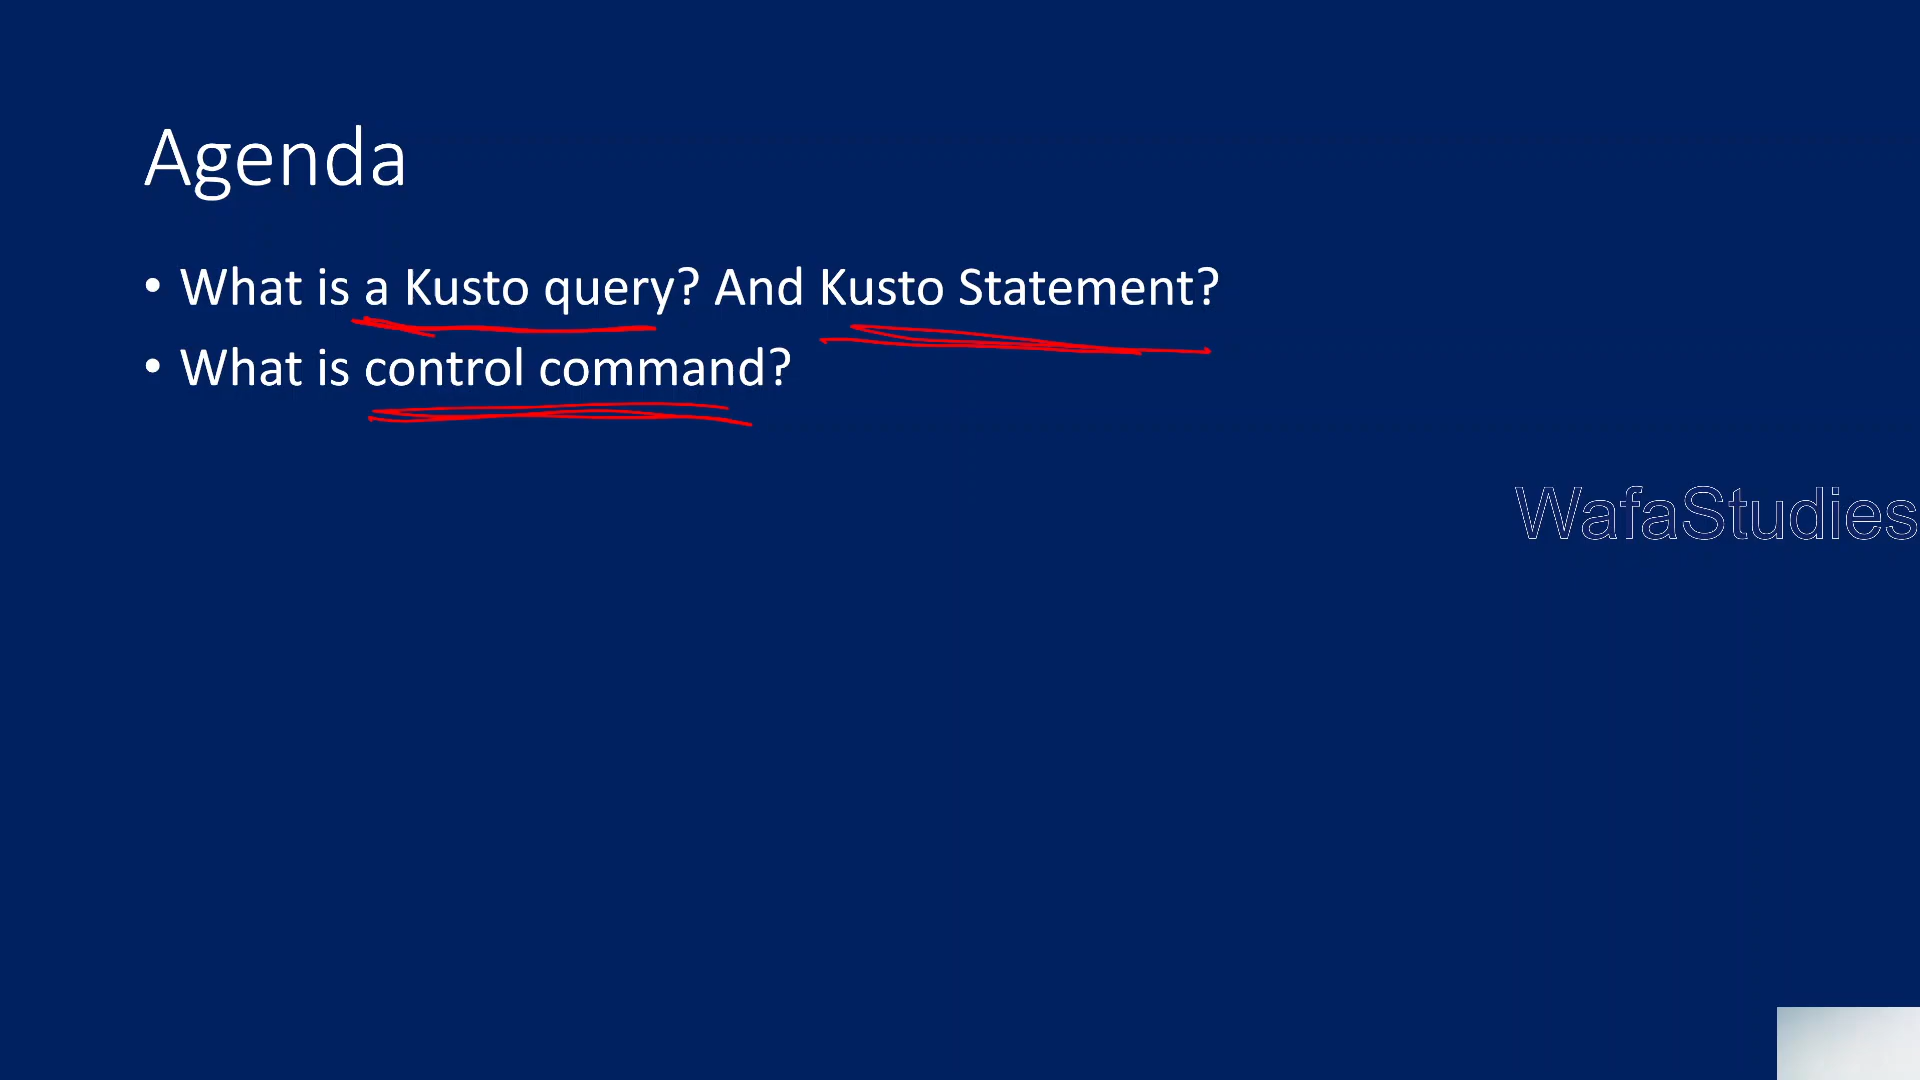 Agenda
• What is a Kusto query? And Kusto Statement?
• What is control command?
WafaStudies